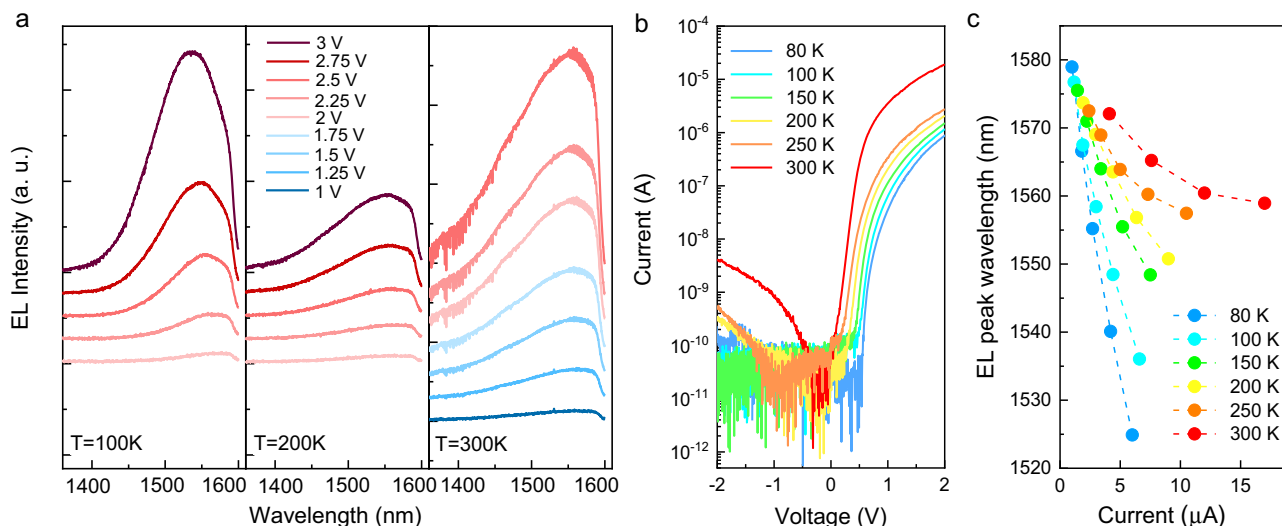 a
EL Intensity (a. u.)
3 V
2.75 V
2.5 V
2.25 V
2 V
1.75 V
1.5 V
1.25 V
1 V
T=100K
T=200K
T=300K
1400 1500 1600 1400 1500 1600 1400 1500 1600
Wavelength (nm)
b
Current (A)
10-4
10-5
10-6
10-7
10-8
10-9
10-10
10-11
10-12
80 K
100 K
150 K
200 K
250 K
300 K
-2 -1 0 1 2
Voltage (V)
c
EL peak wavelength (nm)
1580
1570
1560
1550
1540
1530
1520
80 K
100 K
150 K
200 K
250 K
300 K
0 5 10 15
Current (μA)